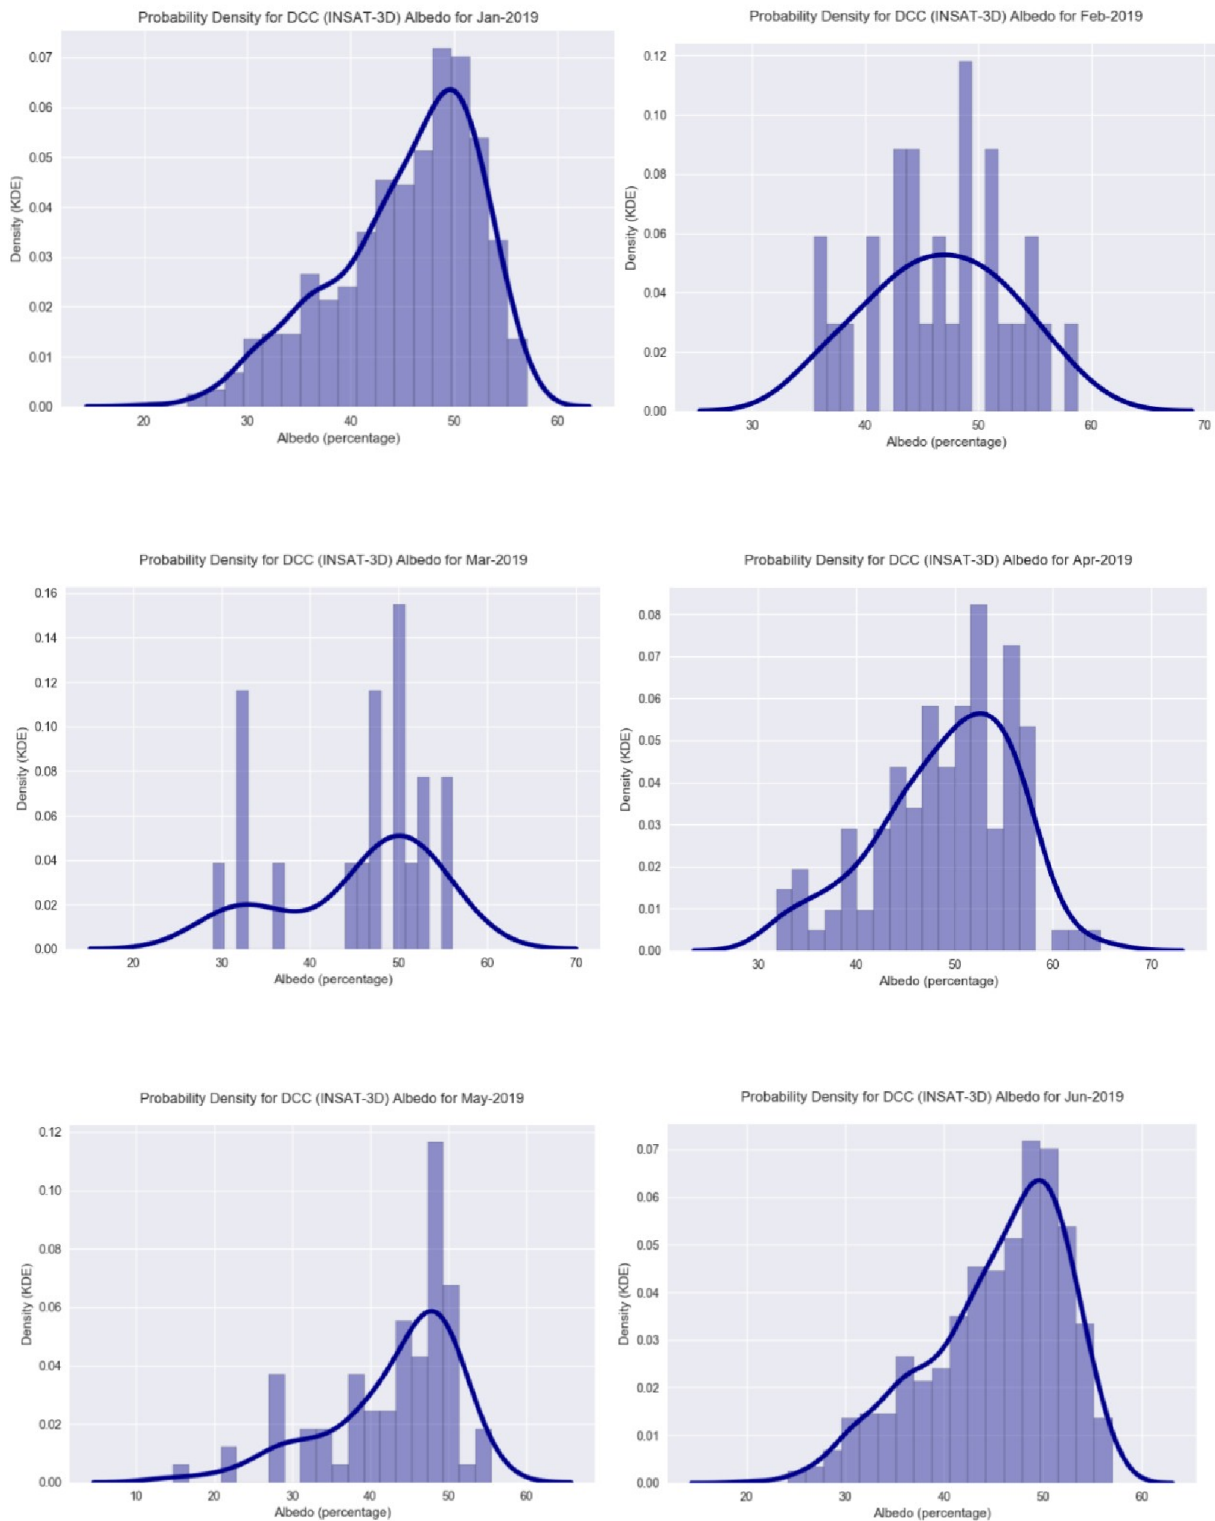 Probability Density for DCC (INSAT-3D) Albedo for Jan-2019
0.07
0.06
0.05
0.04
0.03
0.02
0.01
0.00
Density (KDE)
20 30 40 50 60
Albedo (percentage)
Probability Density for DCC (INSAT-3D) Albedo for Feb-2019
0.12
0.10
0.08
0.06
0.04
0.02
0.00
Density (KDE)
30 40 50 60 70
Albedo (percentage)
Probability Density for DCC (INSAT-3D) Albedo for Mar-2019
0.16
0.14
0.12
0.10
0.08
0.06
0.04
0.02
0.00
Density (KDE)
20 30 40 50 60 70
Albedo (percentage)
Probability Density for DCC (INSAT-3D) Albedo for Apr-2019
0.08
0.07
0.06
0.05
0.04
0.03
0.02
0.01
0.00
Density (KDE)
30 40 50 60 70
Albedo (percentage)
Probability Density for DCC (INSAT-3D) Albedo for May-2019
0.12
0.10
0.08
0.06
0.04
0.02
0.00
Density (KDE)
10 20 30 40 50 60
Albedo (percentage)
Probability Density for DCC (INSAT-3D) Albedo for Jun-2019
0.07
0.06
0.05
0.04
0.03
0.02
0.01
0.00
Density (KDE)
20 30 40 50 60
Albedo (percentage)